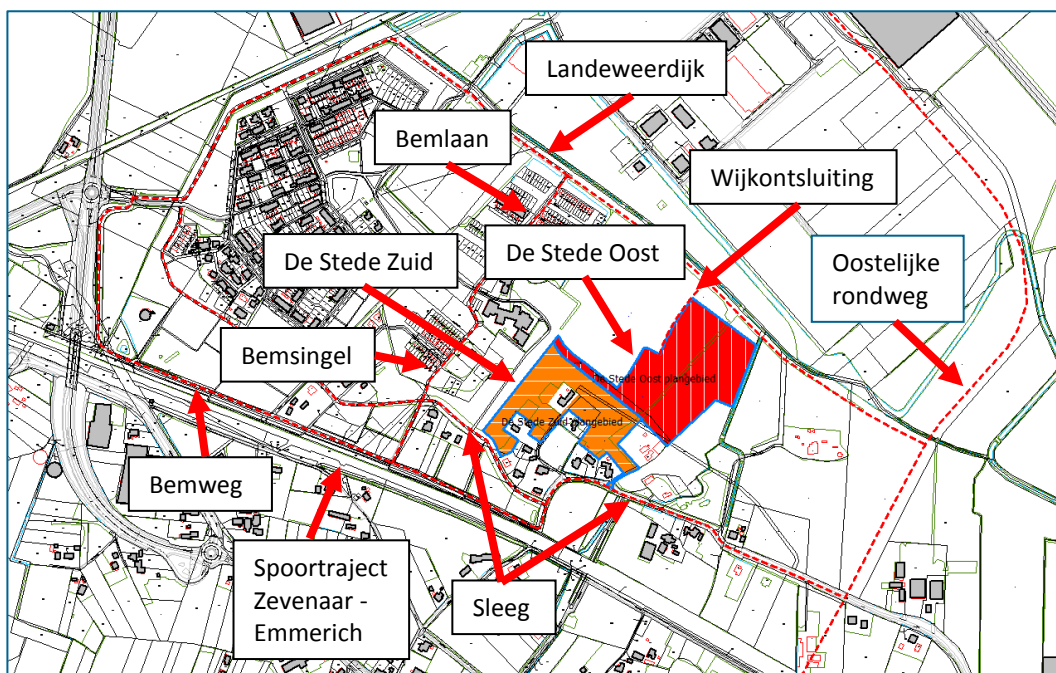 Landeweerdijk
Bemlaan
Wijkontsluiting
De Stede Zuid
De Stede Oost
Oostelijke
rondweg
Bemsingel
De Stede Oost plangebied
De Stede Zuid plangebied
Bemweg
Spoortraject
Zevenaar -
Emmerich
Sleeg